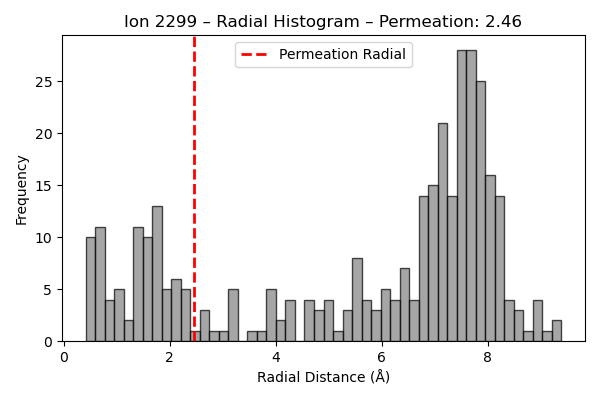 Ion 2299 – Radial Histogram – Permeation: 2.46
Permeation Radial
Frequency
25
20
15
10
5
0
0 2 4 6 8
Radial Distance (Å)